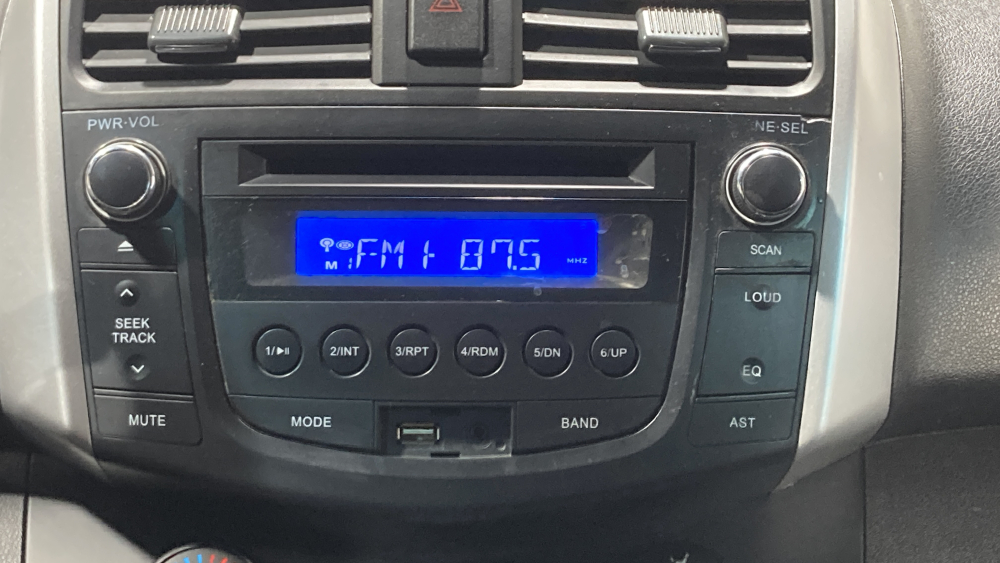 PWR·VOL
NE·SEL
FM1 87.5
M 1
MHZ
SCAN
SEEK
TRACK
LOUD
1/▶II
2/INT
3/RPT
4/RDM
5/DN
6/UP
EQ
MUTE
MODE
BAND
AST